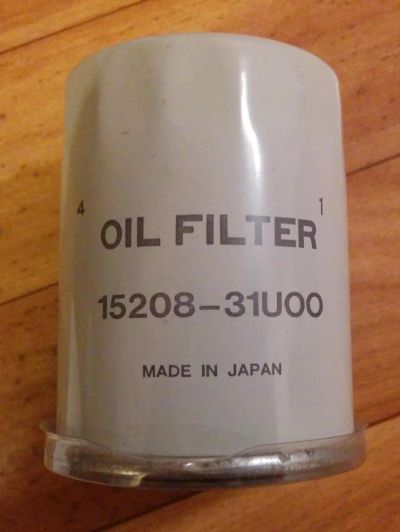 4 1
OIL FILTER
15208-31U00
MADE IN JAPAN